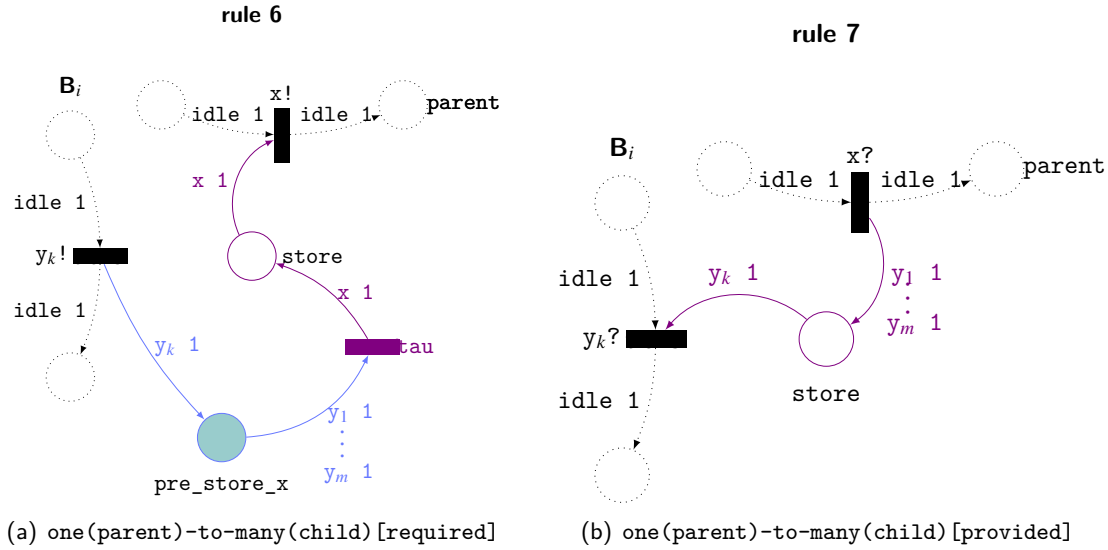 rule 6
B_i
x!
idle 1 idle 1 parent
x 1
idle 1
y_k!
store
idle 1
x 1
y_k 1
tau
y_1 1
⋮
y_m 1
pre_store_x
(a) one(parent)-to-many(child)[required]
rule 7
B_i
x?
idle 1 idle 1 parent
idle 1
y_k 1
y_1 1
⋮
y_m 1
y_k?
store
idle 1
(b) one(parent)-to-many(child)[provided]